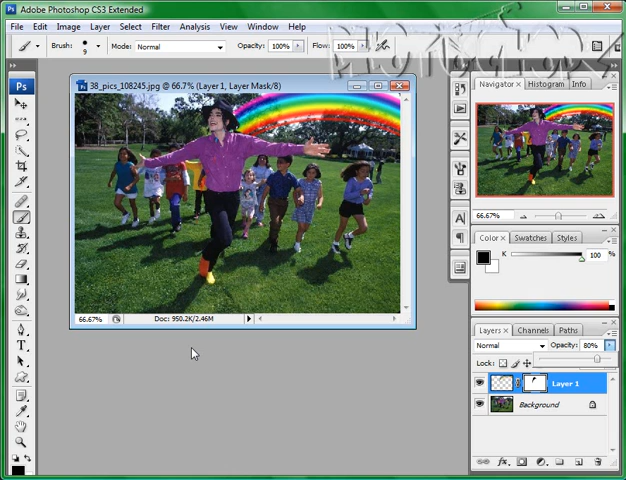 Adobe Photoshop CS3 Extended
File Edit Image Layer Select Filter Analysis View Window Help
Brush: 9 Mode: Normal Opacity: 100% Flow: 100%
Ps
38_pics_108245.jpg @ 66.7% (Layer 1, Layer Mask/8)
66.67% Doc: 950.2K/2.46M
Navigator × Histogram Info
66.67%
Color × Swatches Styles
K 100 %
Layers × Channels Paths
Normal Opacity: 80%
Lock:
Layer 1
Background